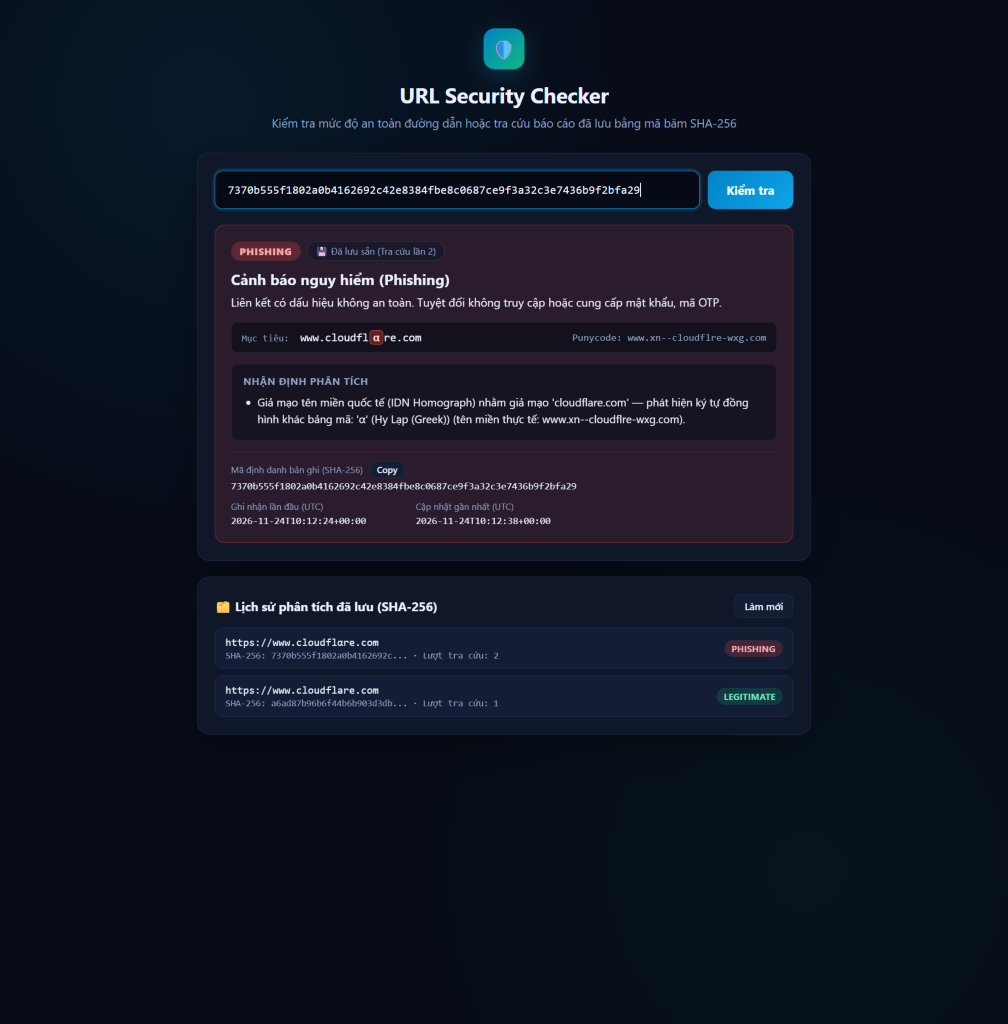 URL Security Checker
Kiểm tra mức độ an toàn đường dẫn hoặc tra cứu báo cáo đã lưu bằng mã băm SHA-256
7370b555f1802a0b4162692c42e8384fbe8c0687ce9f3a32c3e7436b9f2bfa29
Kiểm tra
PHISHING
Đã lưu sẵn (Tra cứu lần 2)
Cảnh báo nguy hiểm (Phishing)
Liên kết có dấu hiệu không an toàn. Tuyệt đối không truy cập hoặc cung cấp mật khẩu, mã OTP.
Mục tiêu: www.cloudflαre.com
Punycode: www.xn--cloudflre-wxg.com
NHẬN ĐỊNH PHÂN TÍCH
• Giả mạo tên miền quốc tế (IDN Homograph) nhằm giả mạo 'cloudflare.com' — phát hiện ký tự đồng
hình khác bảng mã: 'α' (Hy Lạp (Greek)) (tên miền thực tế: www.xn--cloudflre-wxg.com).
Mã định danh bản ghi (SHA-256) Copy
7370b555f1802a0b4162692c42e8384fbe8c0687ce9f3a32c3e7436b9f2bfa29
Ghi nhận lần đầu (UTC)
2026-11-24T10:12:24+00:00
Cập nhật gần nhất (UTC)
2026-11-24T10:12:38+00:00
Lịch sử phân tích đã lưu (SHA-256)
Làm mới
https://www.cloudflαre.com
SHA-256: 7370b555f1802a0b4162692c... · Lượt tra cứu: 2
PHISHING
https://www.cloudflare.com
SHA-256: a6ad87b96b6f44b6b903d3db... · Lượt tra cứu: 1
LEGITIMATE